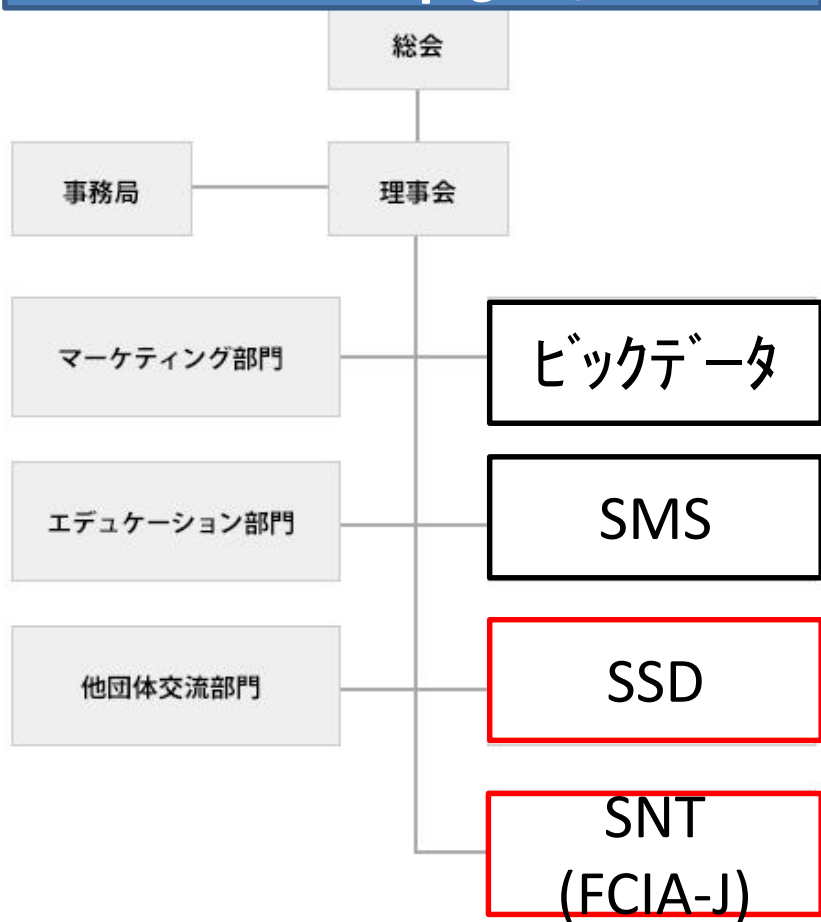 総会
事務局
理事会
マーケティング部門
ビックデータ
エデュケーション部門
SMS
他団体交流部門
SSD
SNT
(FCIA-J)